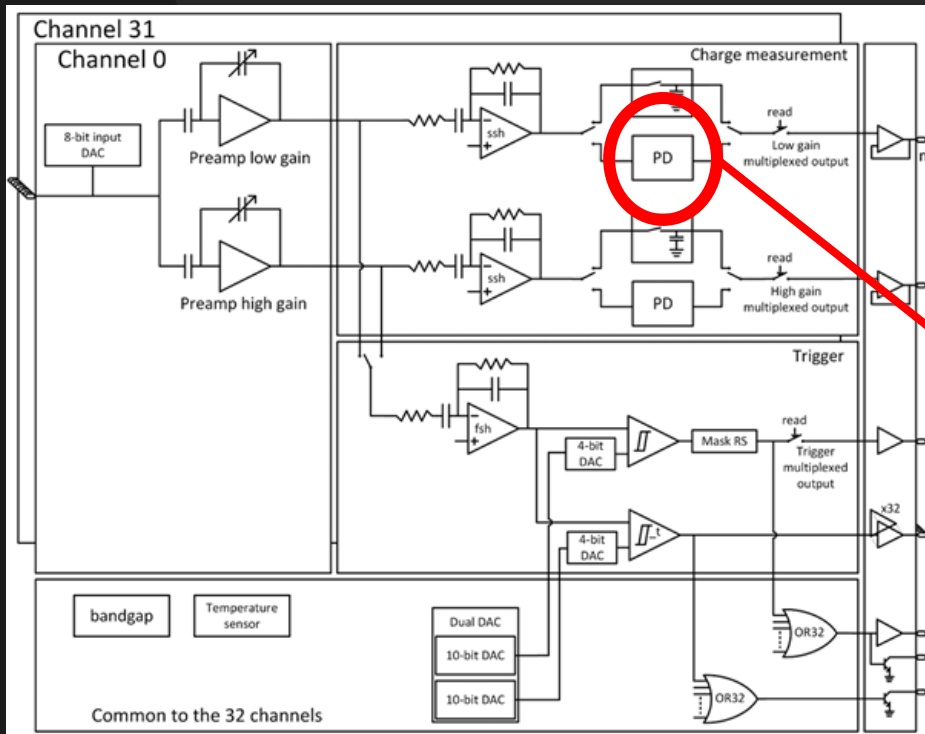 Channel 31
Channel 0
Charge measurement
8-bit input
DAC
Preamp low gain
ssh
PD
read
Low gain
multiplexed output
Preamp high gain
ssh
PD
read
High gain
multiplexed output
Trigger
fsh
4-bit
DAC
Mask RS
read
Trigger
multiplexed
output
4-bit
DAC
_t
x32
bandgap
Temperature
sensor
Dual DAC
10-bit DAC
10-bit DAC
OR32
OR32
Common to the 32 channels